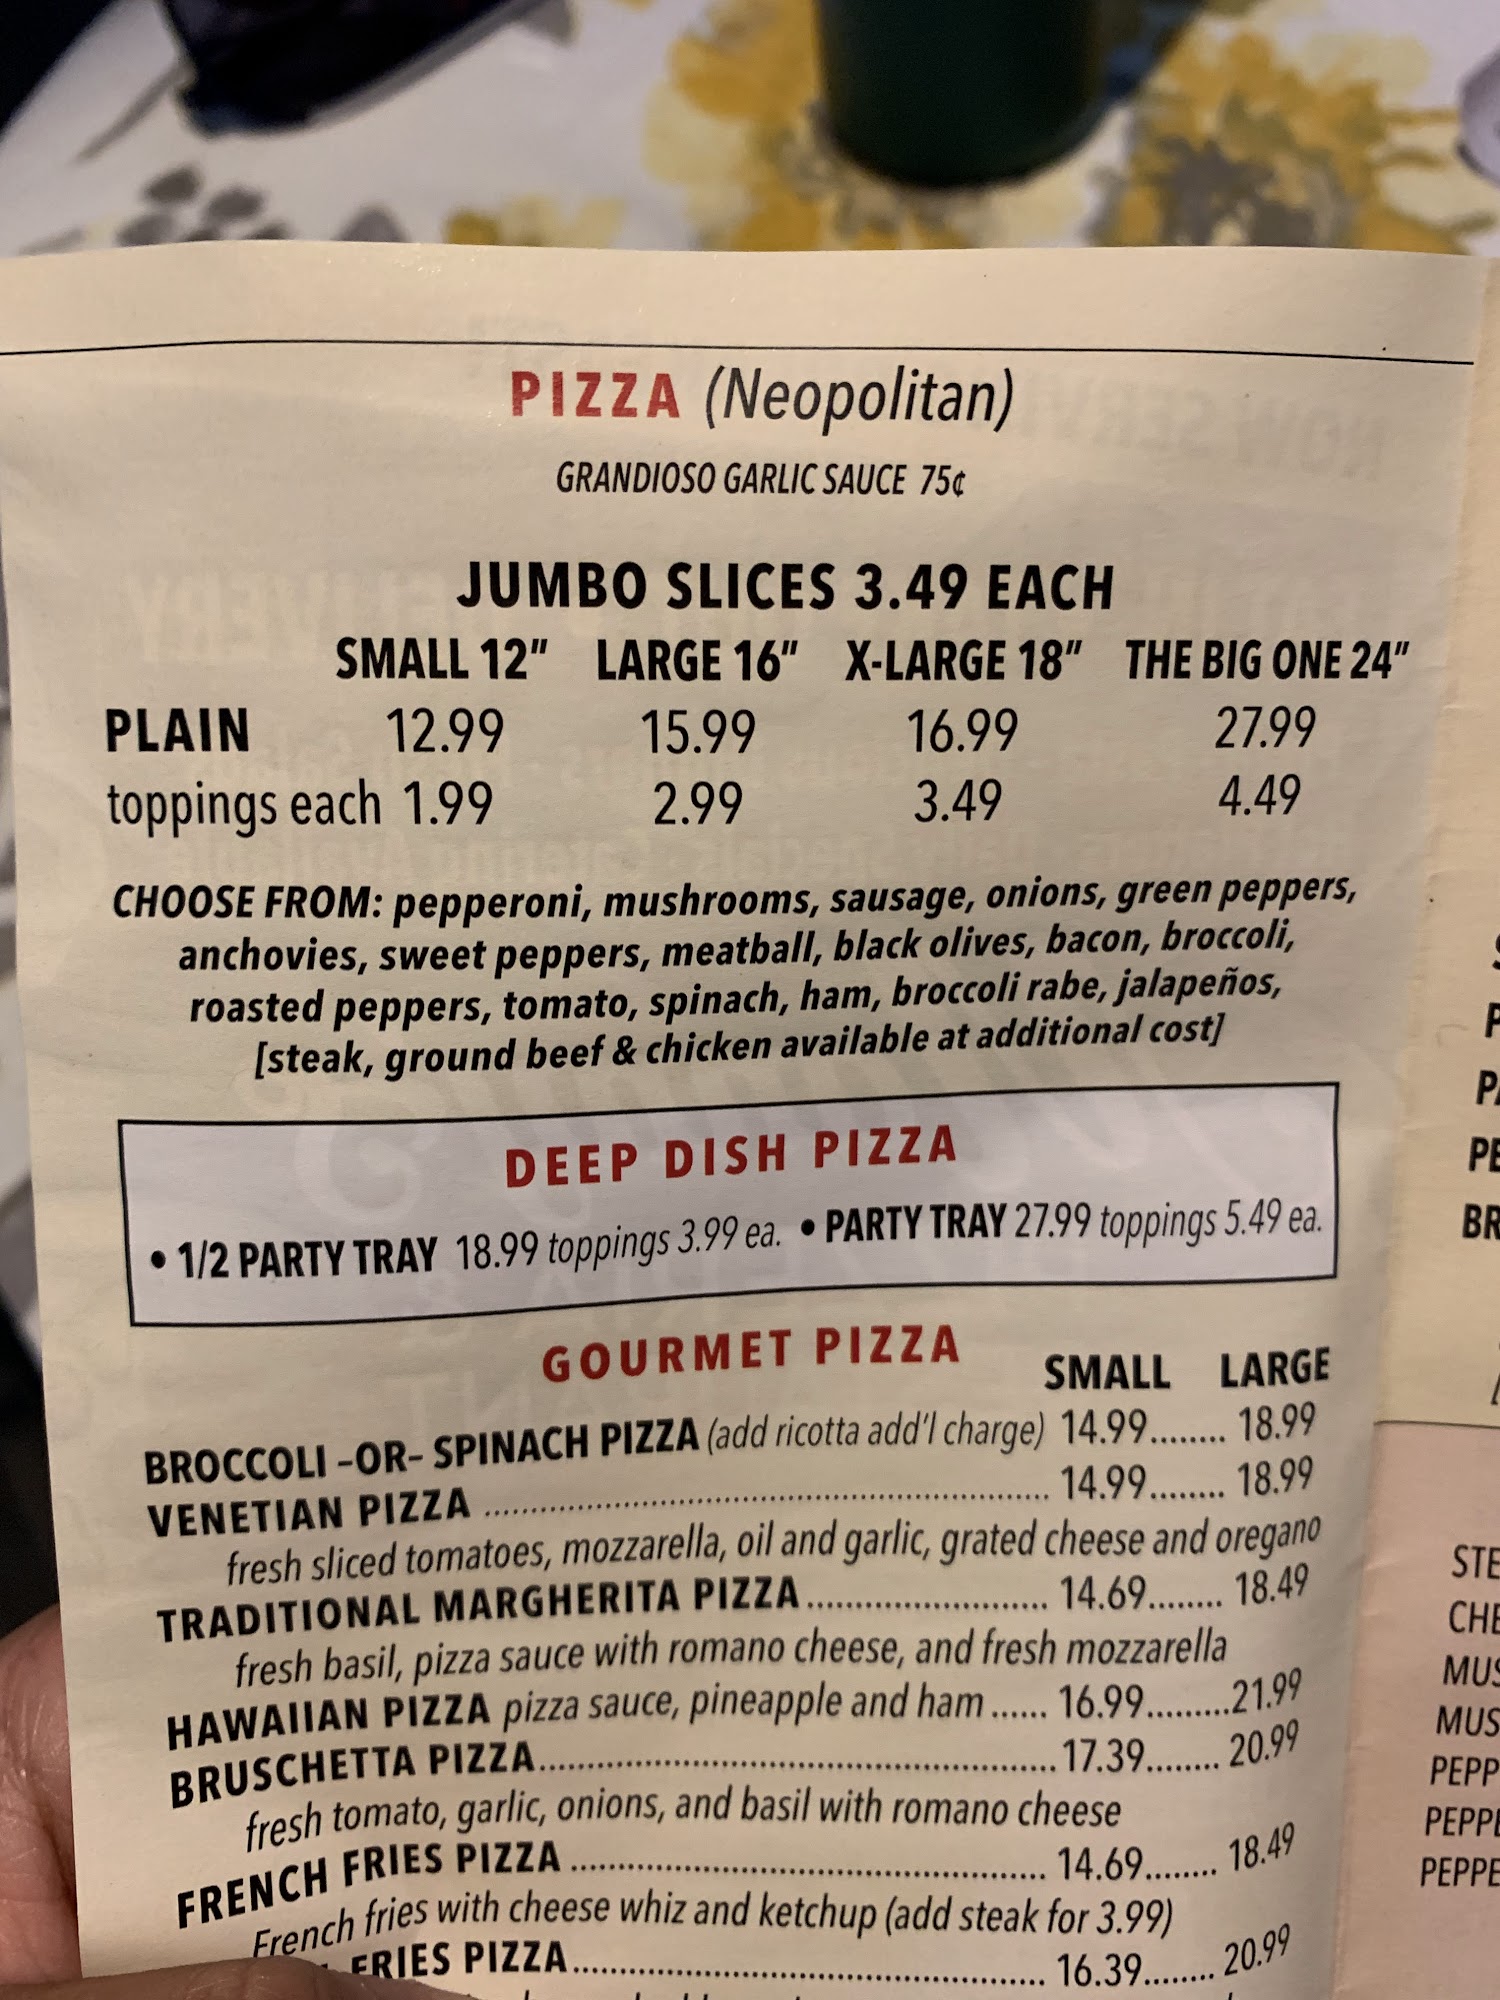 PIZZA (Neopolitan)
GRANDIOSO GARLIC SAUCE 75¢
JUMBO SLICES 3.49 EACH
SMALL 12" LARGE 16" X-LARGE 18" THE BIG ONE 24"
PLAIN 12.99 15.99 16.99 27.99
toppings each 1.99 2.99 3.49 4.49
CHOOSE FROM: pepperoni, mushrooms, sausage, onions, green peppers,
anchovies, sweet peppers, meatball, black olives, bacon, broccoli,
roasted peppers, tomato, spinach, ham, broccoli rabe, jalapeños,
[steak, ground beef & chicken available at additional cost]
DEEP DISH PIZZA
• 1/2 PARTY TRAY 18.99 toppings 3.99 ea. • PARTY TRAY 27.99 toppings 5.49 ea.
GOURMET PIZZA SMALL LARGE
BROCCOLI -OR- SPINACH PIZZA (add ricotta add'l charge) 14.99........ 18.99
VENETIAN PIZZA ........ 14.99........ 18.99
fresh sliced tomatoes, mozzarella, oil and garlic, grated cheese and oregano
TRADITIONAL MARGHERITA PIZZA........ 14.69........ 18.49
fresh basil, pizza sauce with romano cheese, and fresh mozzarella
HAWAIIAN PIZZA pizza sauce, pineapple and ham ...... 16.99.........21.99
BRUSCHETTA PIZZA........ 17.39........ 20.99
fresh tomato, garlic, onions, and basil with romano cheese
FRENCH FRIES PIZZA ........ 14.69........ 18.49
French fries with cheese whiz and ketchup (add steak for 3.99)
FRIES PIZZA........ 16.39........ 20.99